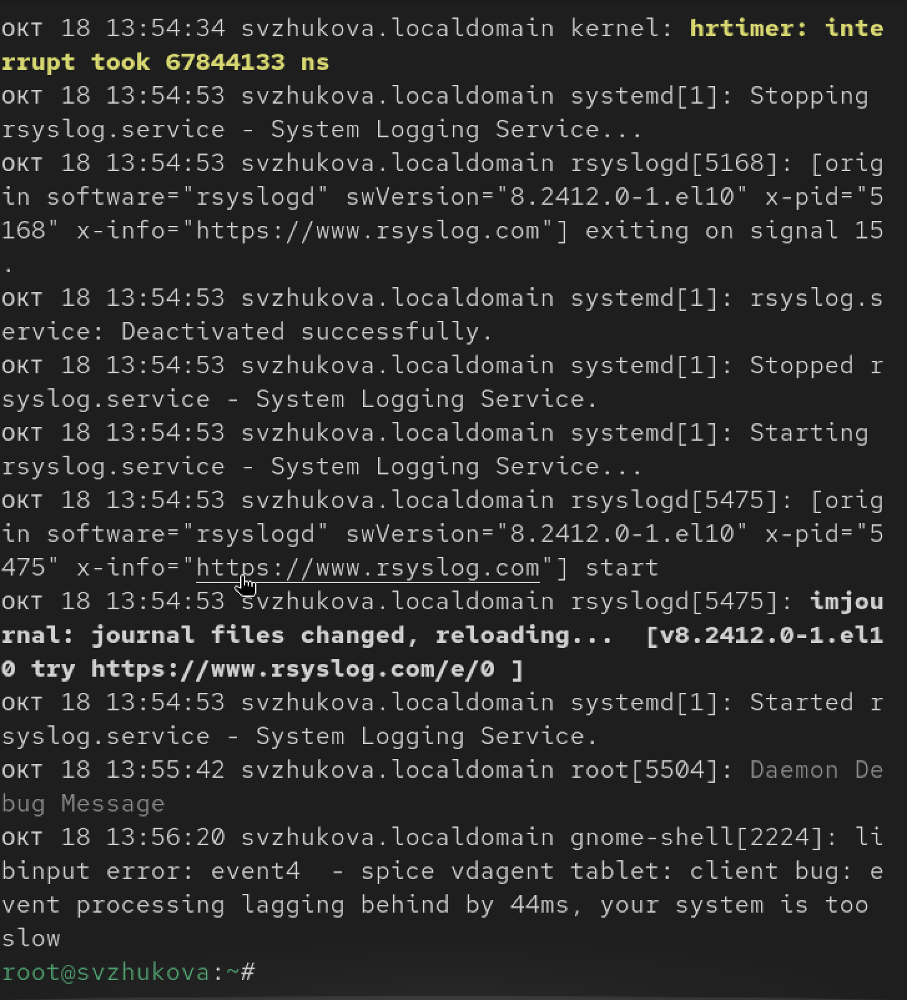 окт 18 13:54:34 svzhukova.localdomain kernel: hrtimer: inte
rrupt took 67844133 ns
окт 18 13:54:53 svzhukova.localdomain systemd[1]: Stopping
rsyslog.service - System Logging Service...
окт 18 13:54:53 svzhukova.localdomain rsyslogd[5168]: [orig
in software="rsyslogd" swVersion="8.2412.0-1.el10" x-pid="5
168" x-info="https://www.rsyslog.com"] exiting on signal 15
.
окт 18 13:54:53 svzhukova.localdomain systemd[1]: rsyslog.s
ervice: Deactivated successfully.
окт 18 13:54:53 svzhukova.localdomain systemd[1]: Stopped r
syslog.service - System Logging Service.
окт 18 13:54:53 svzhukova.localdomain systemd[1]: Starting
rsyslog.service - System Logging Service...
окт 18 13:54:53 svzhukova.localdomain rsyslogd[5475]: [orig
in software="rsyslogd" swVersion="8.2412.0-1.el10" x-pid="5
475" x-info="https://www.rsyslog.com"] start
окт 18 13:54:53 svzhukova.localdomain rsyslogd[5475]: imjou
rnal: journal files changed, reloading...  [v8.2412.0-1.el1
0 try https://www.rsyslog.com/e/0 ]
окт 18 13:54:53 svzhukova.localdomain systemd[1]: Started r
syslog.service - System Logging Service.
окт 18 13:55:42 svzhukova.localdomain root[5504]: Daemon De
bug Message
окт 18 13:56:20 svzhukova.localdomain gnome-shell[2224]: li
binput error: event4  - spice vdagent tablet: client bug: e
vent processing lagging behind by 44ms, your system is too
slow
root@svzhukova:~#